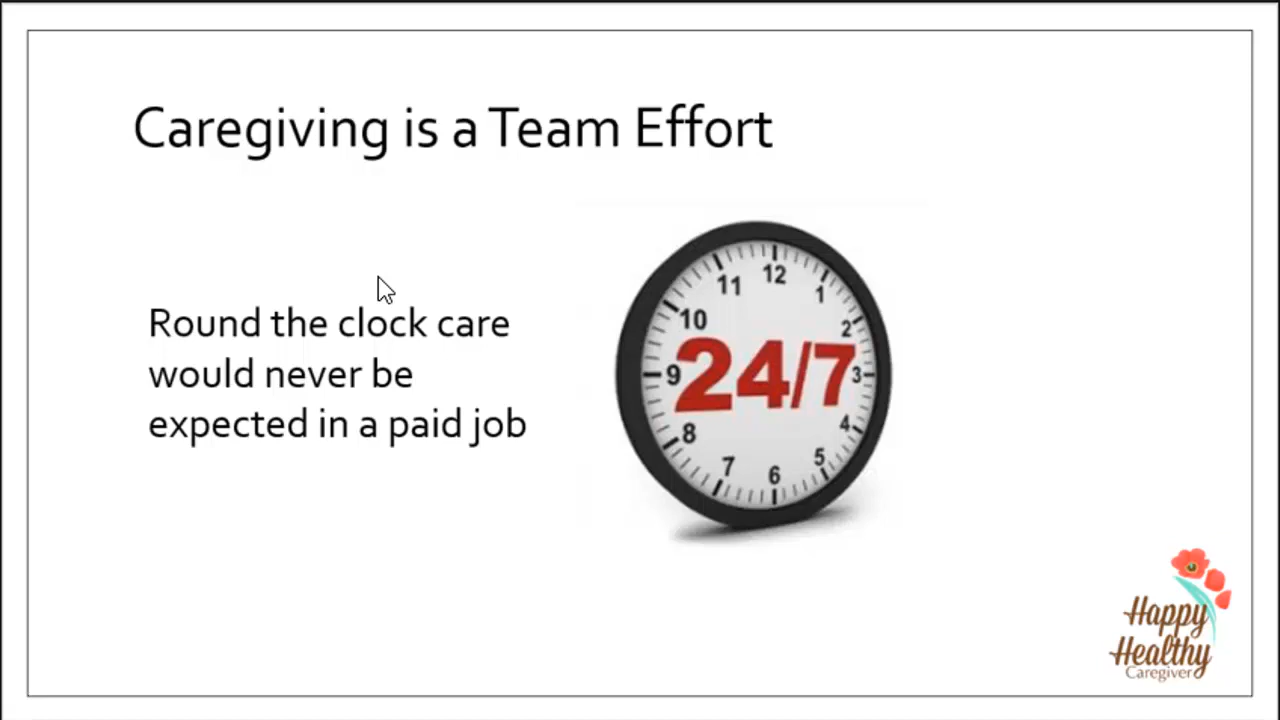 Caregiving is a Team Effort
Round the clock care
would never be
expected in a paid job
12
11
1
10
2
9
24/7
3
8
4
7
5
6
Happy
Healthy
Caregiver